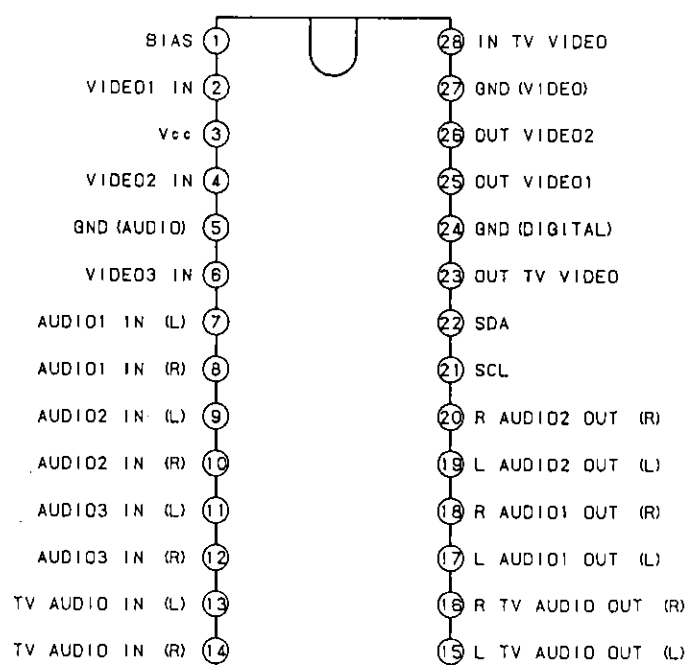 BIAS 1 28 IN TV VIDEO
VIDEO1 IN 2 27 GND (VIDEO)
Vcc 3 26 OUT VIDEO2
VIDEO2 IN 4 25 OUT VIDEO1
GND (AUDIO) 5 24 GND (DIGITAL)
VIDEO3 IN 6 23 OUT TV VIDEO
AUDIO1 IN (L) 7 22 SDA
AUDIO1 IN (R) 8 21 SCL
AUDIO2 IN (L) 9 20 R AUDIO2 OUT (R)
AUDIO2 IN (R) 10 19 L AUDIO2 OUT (L)
AUDIO3 IN (L) 11 18 R AUDIO1 OUT (R)
AUDIO3 IN (R) 12 17 L AUDIO1 OUT (L)
TV AUDIO IN (L) 13 16 R TV AUDIO OUT (R)
TV AUDIO IN (R) 14 15 L TV AUDIO OUT (L)